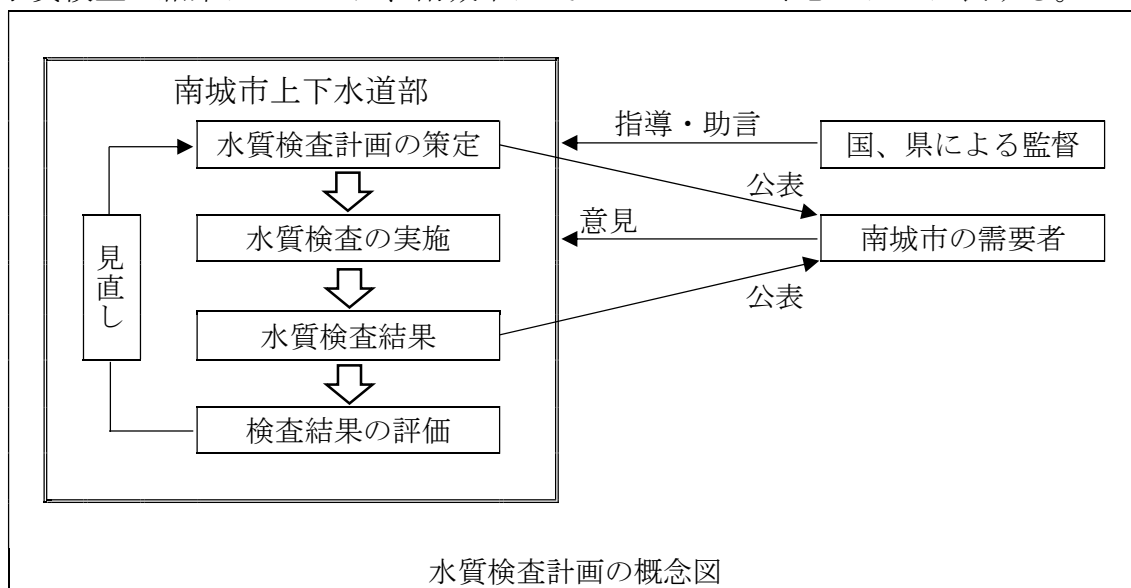 南城市上下水道部
水質検査計画の策定
水質検査の実施
水質検査結果
検査結果の評価
見直し
指導・助言
国、県による監督
公表
意見
南城市の需要者
公表
水質検査計画の概念図